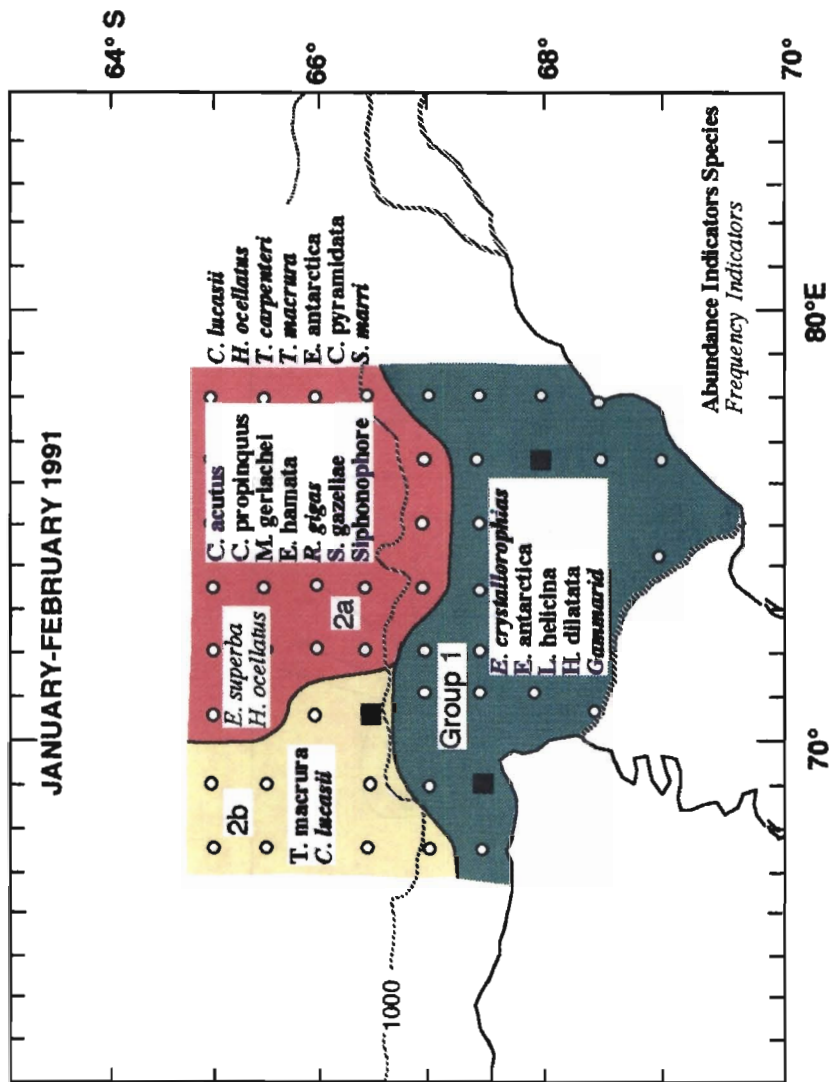 JANUARY-FEBRUARY 1991
64° S
66°
68°
70°
80°E
70°
1000
2b
T. macrura
C. lucasii
E. superba
H. ocellatus
2a
C. acutus
C. propinquus
M. gerlachei
E. hamata
R. gigas
S. gazellae
Siphonophore
C. lucasii
H. ocellatus
T. carpenteri
T. macrura
E. antarctica
C. pyramidata
S. marri
Group 1
E. crystallorophias
E. antarctica
L. helicina
H. dilatata
Gammarid
Abundance Indicators Species
Frequency Indicators